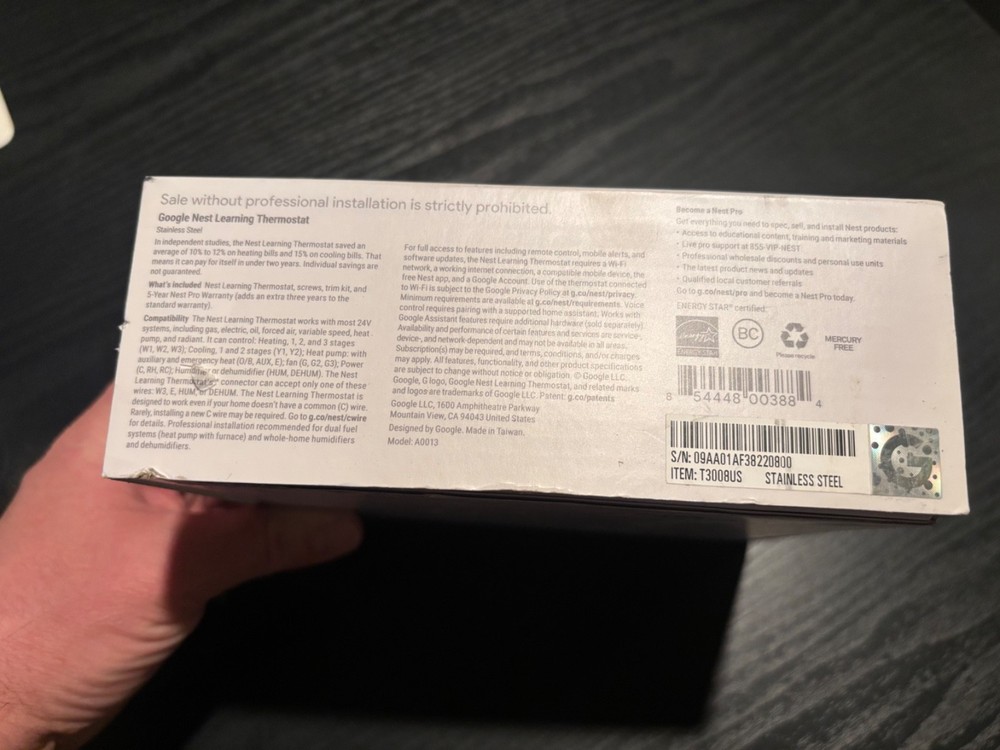 Sale without professional installation is strictly prohibited.
Google Nest Learning Thermostat
Stainless Steel
In independent studies, the Nest Learning Thermostat saved an
average of 10% to 12% on heating bills and 15% on cooling bills. That
means it can pay for itself in under two years. Individual savings are
not guaranteed.
What's included Nest Learning Thermostat, screws, trim kit, and
5-Year Nest Pro Warranty (adds an extra three years to the
standard warranty).
Compatibility The Nest Learning Thermostat works with most 24V
systems, including gas, electric, oil, forced air, variable speed, heat
pump, and radiant. It can control: Heating, 1, 2, and 3 stages
(W1, W2, W3); Cooling, 1 and 2 stages (Y1, Y2); Heat pump: with
auxiliary and emergency heat (O/B, AUX, E); fan (G, G2, G3); Power
(C, RH, RC); Humidifier or dehumidifier (HUM, DEHUM). The Nest
Learning Thermostat's connector can accept only one of these
wires: W3, E, HUM, or DEHUM. The Nest Learning Thermostat is
designed to work even if your home doesn't have a common (C) wire.
Rarely, installing a new C wire may be required. Go to g.co/nest/cwire
for details. Professional installation recommended for dual fuel
systems (heat pump with furnace) and whole-home humidifiers
and dehumidifiers.
For full access to features including remote control, mobile alerts, and
software updates, the Nest Learning Thermostat requires a Wi-Fi
network, a working internet connection, a compatible mobile device, the
free Nest app, and a Google Account. Use of the thermostat connected
to Wi-Fi is subject to the Google Privacy Policy at g.co/nest/privacy.
Minimum requirements are available at g.co/nest/requirements. Voice
control requires pairing with a supported home assistant. Works with
Google Assistant features require additional hardware (sold separately).
Availability and performance of certain features and services are service-,
device-, and network-dependent and may not be available in all areas.
Subscription(s) may be required, and terms, conditions, and/or charges
may apply. All features, functionality, and other product specifications
are subject to change without notice or obligation. © Google LLC.
Google, G logo, Google Nest Learning Thermostat, and related marks
and logos are trademarks of Google LLC. Patent: g.co/patents
Google LLC, 1600 Amphitheatre Parkway
Mountain View, CA 94043 United States
Designed by Google. Made in Taiwan.
Model: A0013
Become a Nest Pro
Get everything you need to spec, sell, and install Nest products:
• Access to educational content, training and marketing materials
• Live pro support at 855-VIP-NEST
• Professional wholesale discounts and personal use units
• The latest product news and updates
• Qualified local customer referrals
Go to g.co/nest/pro and become a Nest Pro today.
ENERGY STAR® certified.
BC
Please recycle
MERCURY
FREE
8 54448 00388 4
S/N: 09AA01AF38220800
ITEM: T3008US STAINLESS STEEL
G